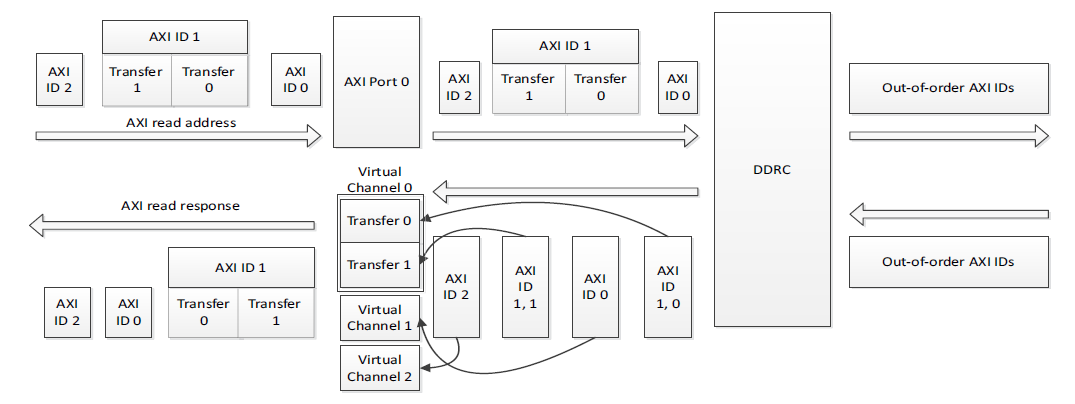 AXI ID 1
AXI
ID 2
Transfer
1
Transfer
0
AXI
ID 0
AXI read address
AXI Port 0
AXI ID 1
AXI
ID 2
Transfer
1
Transfer
0
AXI
ID 0
DDRC
Out-of-order AXI IDs
Virtual
Channel 0
Transfer 0
Transfer 1
Virtual
Channel 1
Virtual
Channel 2
AXI
ID 2
AXI
ID
1, 1
AXI
ID 0
AXI
ID
1, 0
Out-of-order AXI IDs
AXI read response
AXI ID 1
AXI
ID 2
AXI
ID 0
Transfer
0
Transfer
1